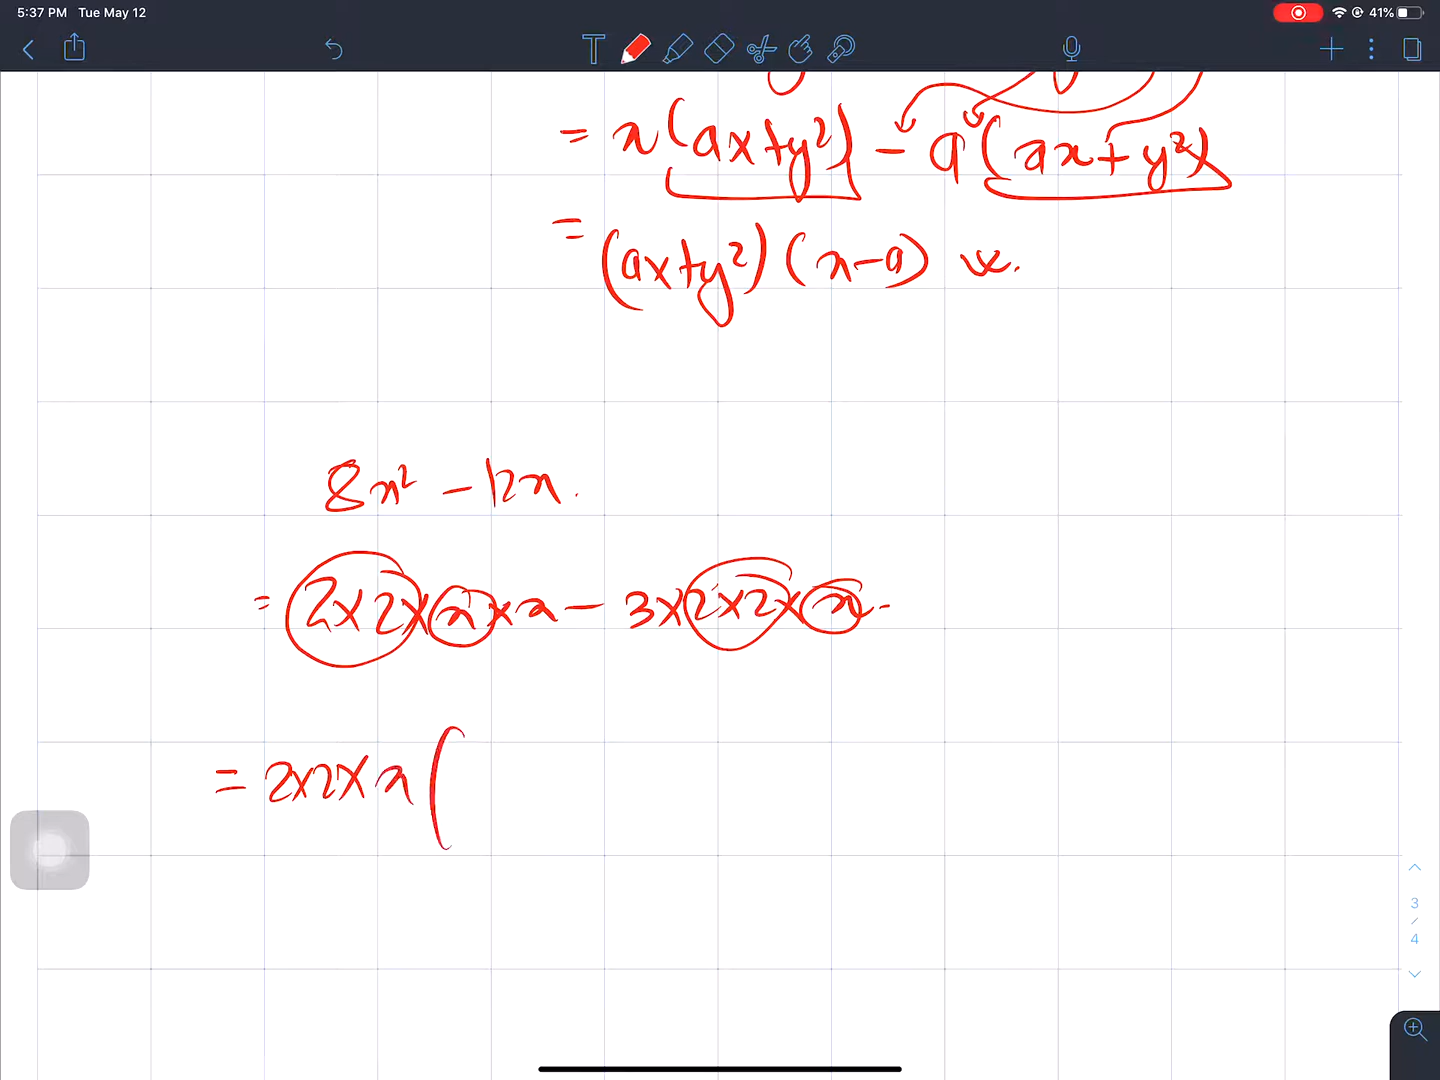 5:37 PM Tue May 12 41%
T
= x(ax+y²) - a(ax+y²)
= (ax+y²)(x-a)
8x² - 12x.
= 2×2×x×x - 3×2×2×x.
= 2×2×x(
3
/
4